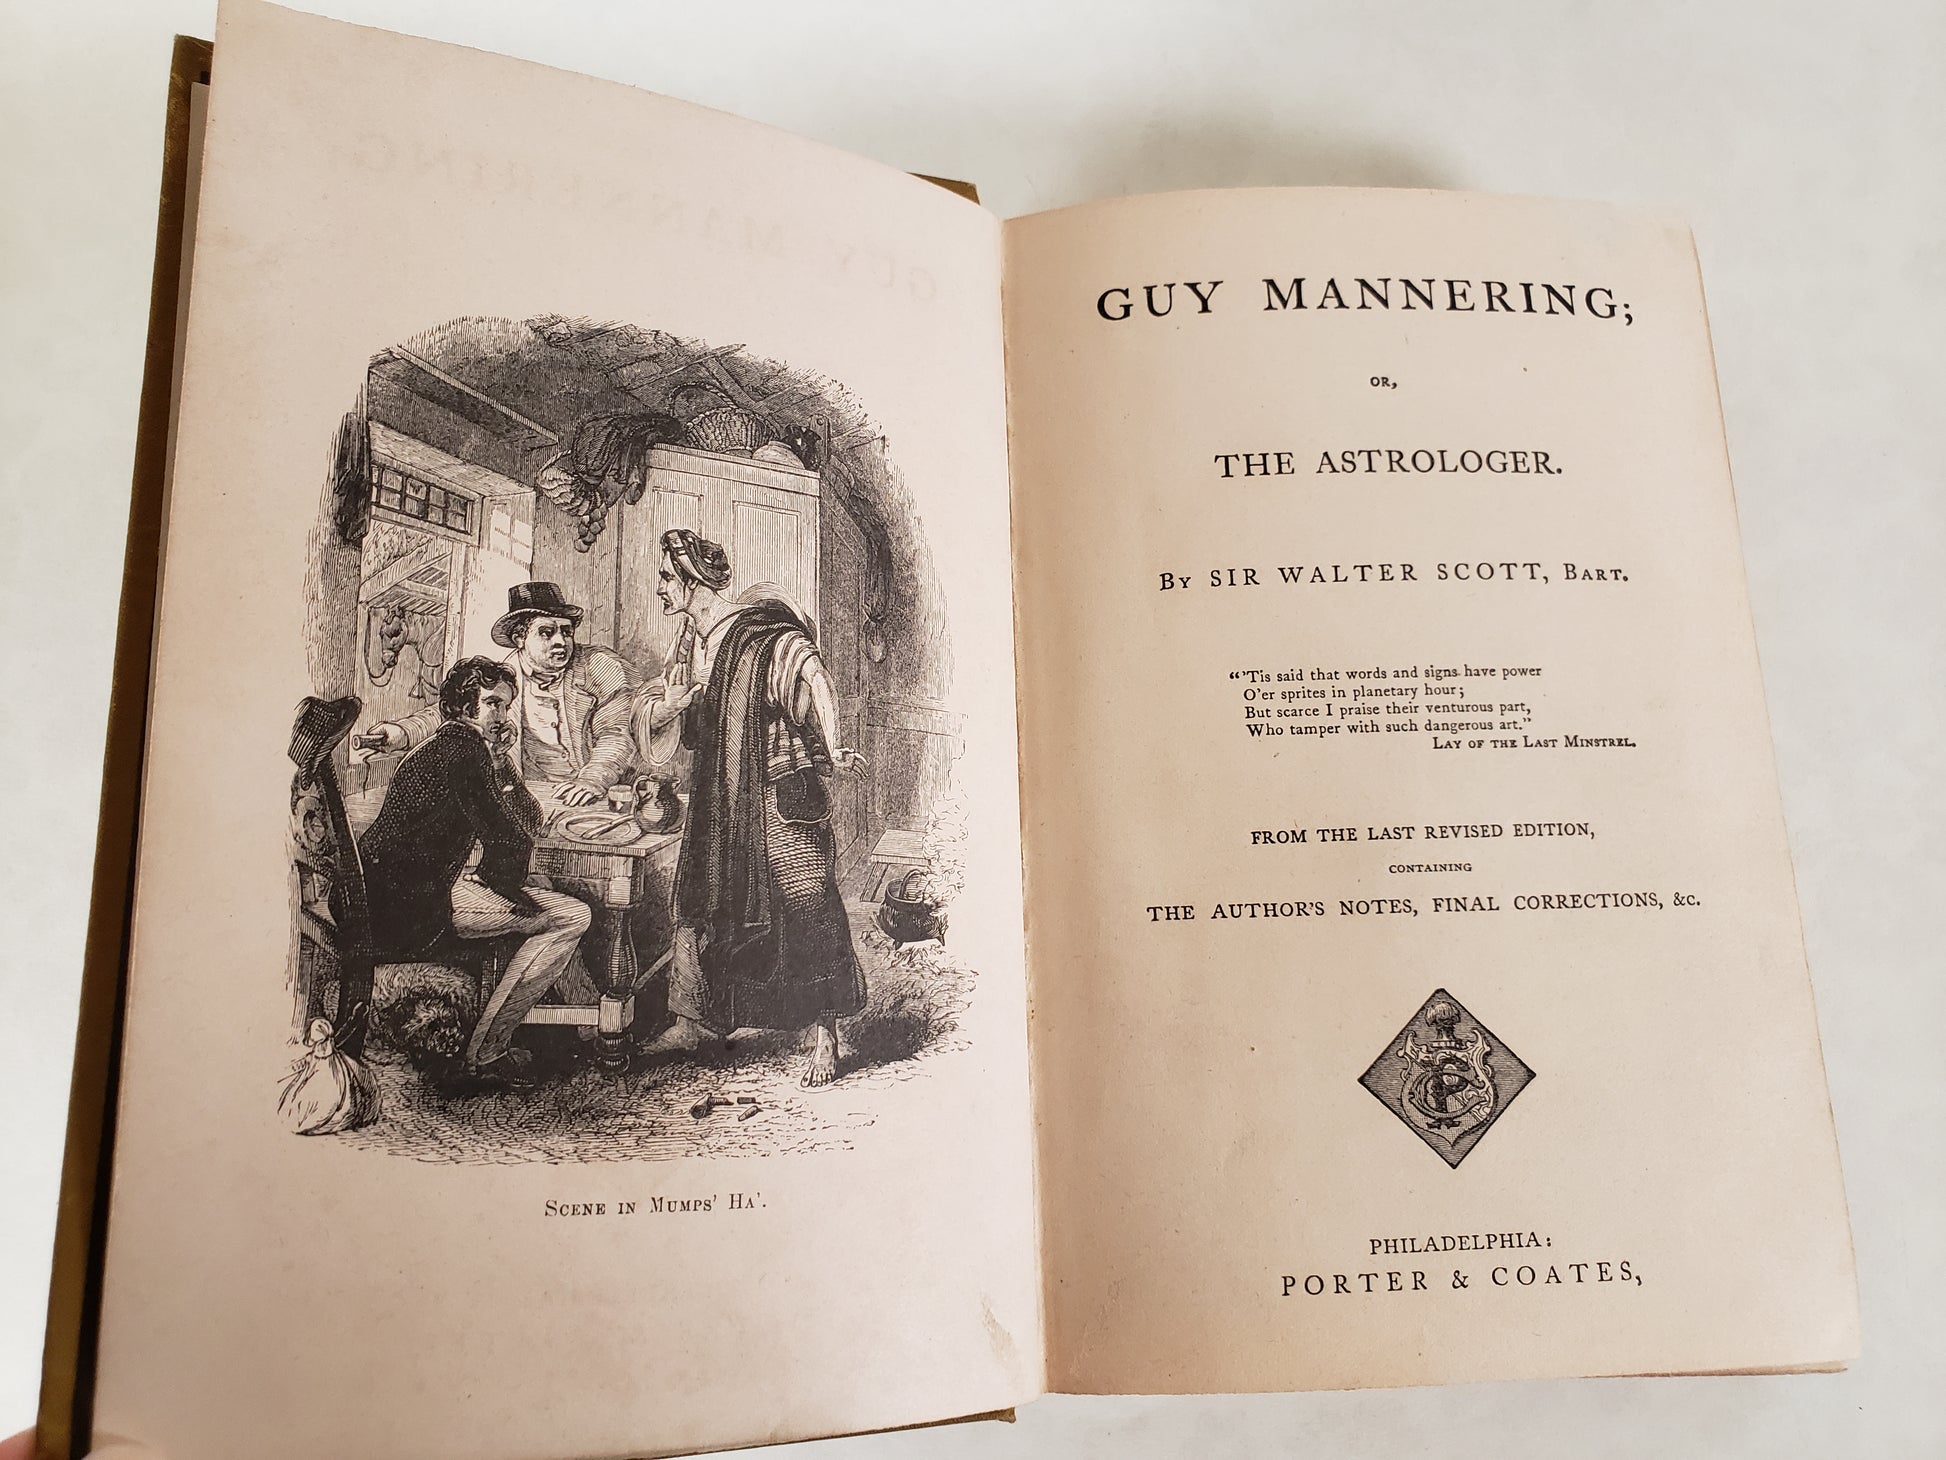 Scene in Mumps' Ha'.
GUY MANNERING;
OR,
THE ASTROLOGER.
By SIR WALTER SCOTT, Bart.
“'Tis said that words and signs have power
O'er sprites in planetary hour;
But scarce I praise their venturous part,
Who tamper with such dangerous art.”
Lay of the Last Minstrel.
FROM THE LAST REVISED EDITION,
CONTAINING
THE AUTHOR'S NOTES, FINAL CORRECTIONS, &c.
PHILADELPHIA:
PORTER & COATES,